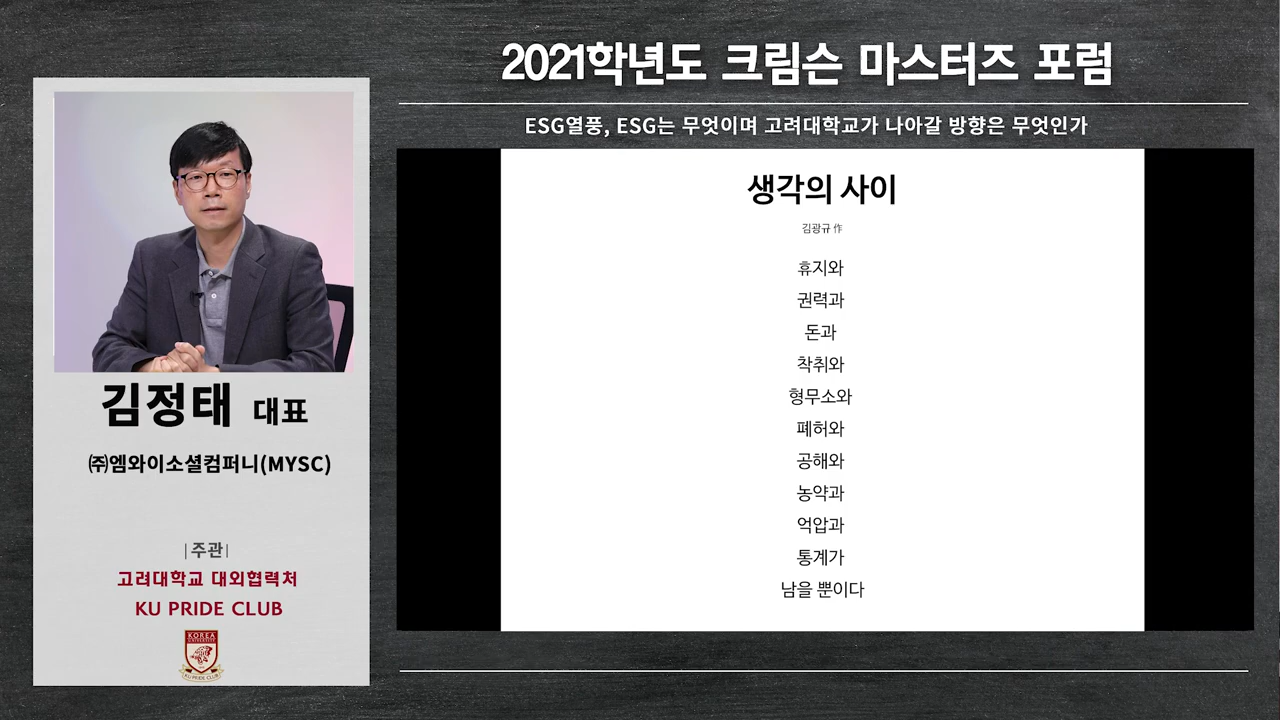 2021학년도 크림슨 마스터즈 포럼
ESG열풍, ESG는 무엇이며 고려대학교가 나아갈 방향은 무엇인가
김정태 대표
㈜엠와이소셜컴퍼니(MYSC)
|주관|
고려대학교 대외협력처
KU PRIDE CLUB
KOREA
UNIVERSITY
KU PRIDE CLUB
생각의 사이
김광규 作
휴지와
권력과
돈과
착취와
형무소와
폐허와
공해와
농약과
억압과
통계가
남을 뿐이다